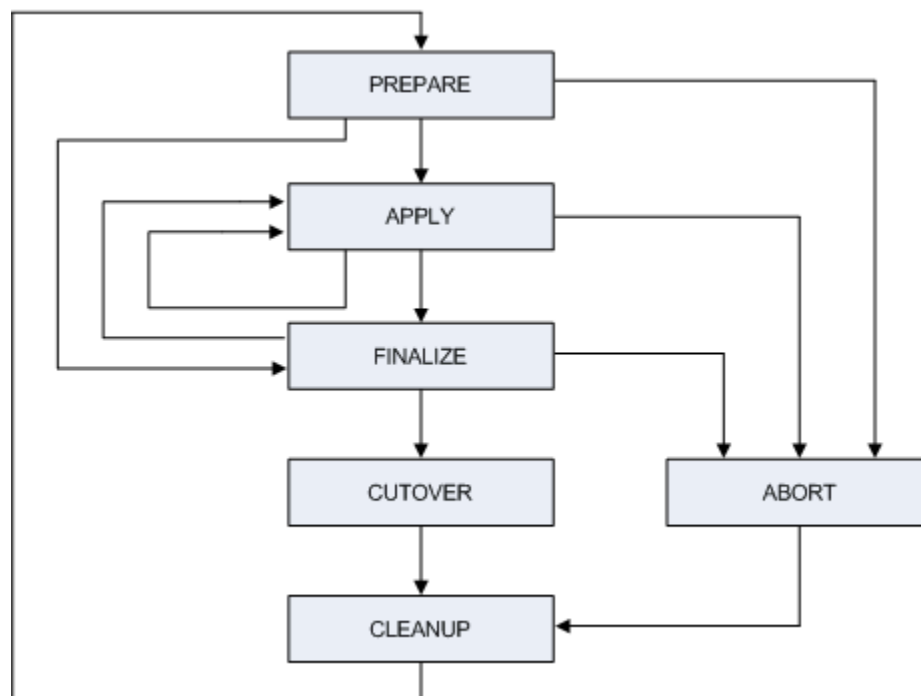 PREPARE
APPLY
FINALIZE
CUTOVER
ABORT
CLEANUP